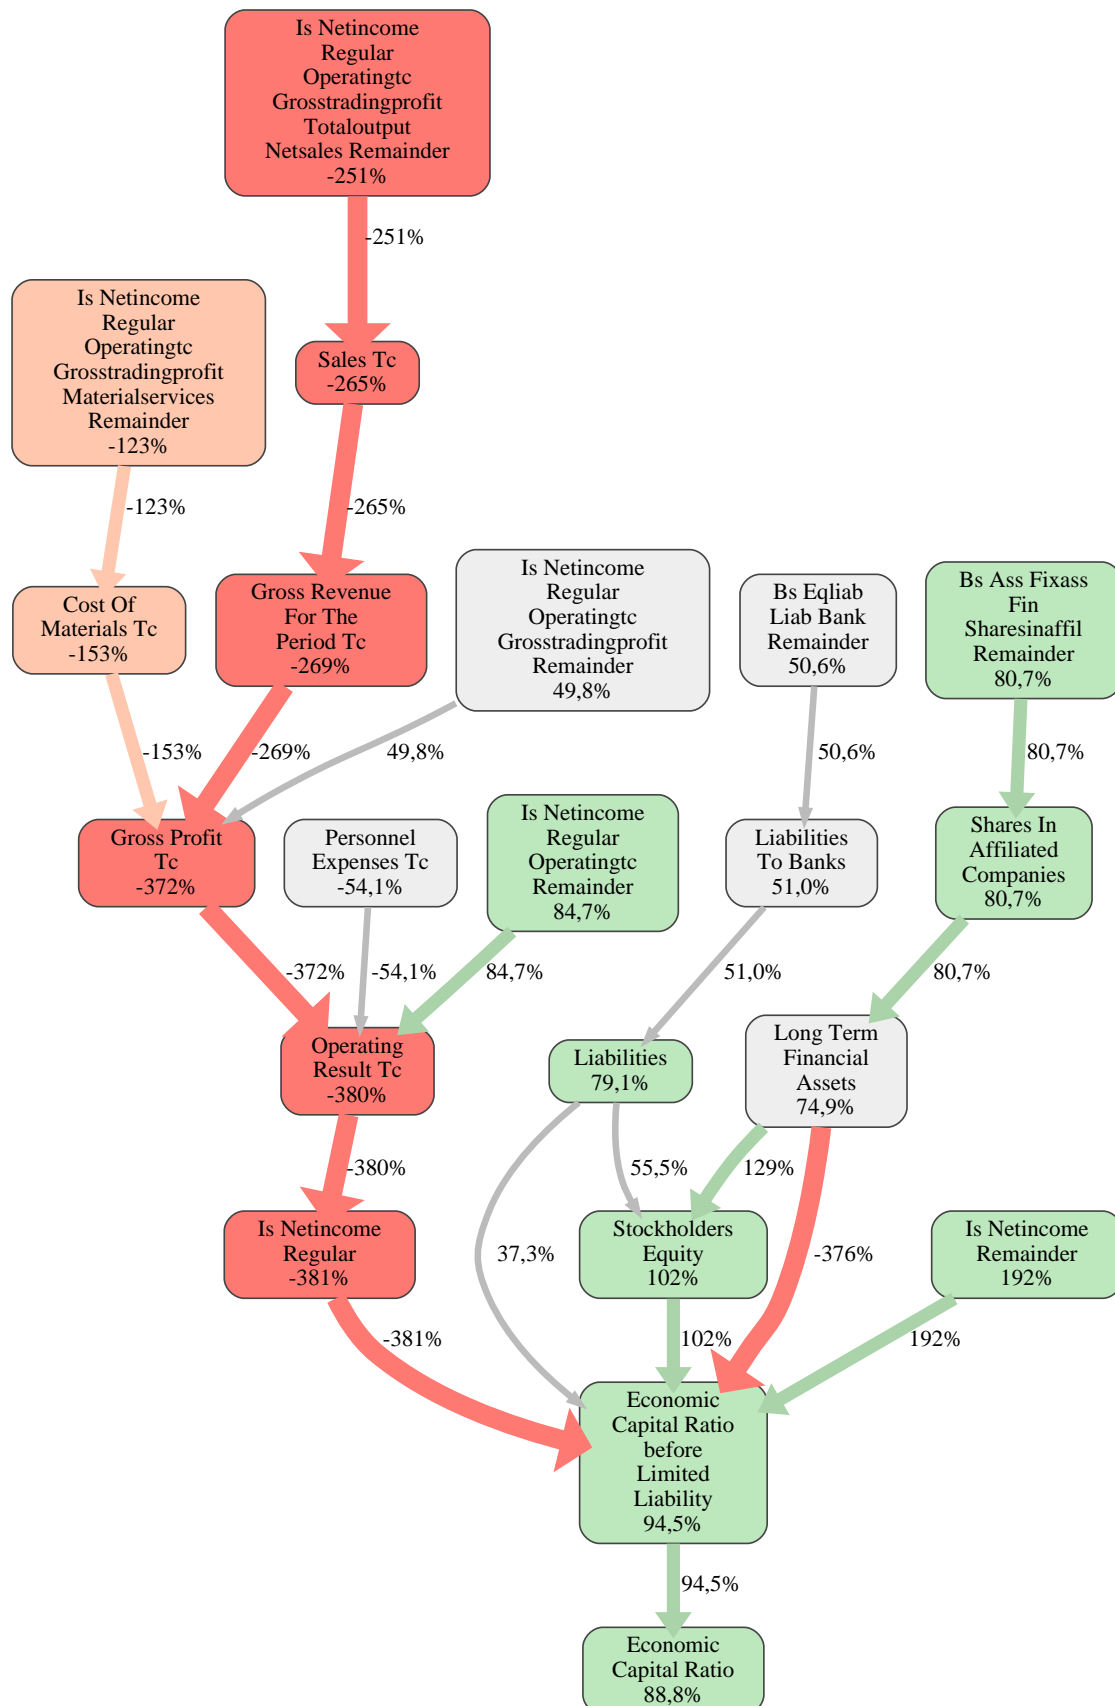 Is Netincome
Regular
Operatingtc
Grosstradingprofit
Totaloutput
Netsales Remainder
-251%
-251%
Is Netincome
Regular
Operatingtc
Grosstradingprofit
Materialservices
Remainder
-123%
Sales Tc
-265%
-123%
-265%
Cost Of
Materials Tc
-153%
Gross Revenue
For The
Period Tc
-269%
Is Netincome
Regular
Operatingtc
Grosstradingprofit
Remainder
49,8%
Bs Eqliab
Liab Bank
Remainder
50,6%
Bs Ass Fixass
Fin
Sharesinaffil
Remainder
80,7%
-153%
-269%
49,8%
50,6%
80,7%
Gross Profit
Tc
-372%
Personnel
Expenses Tc
-54,1%
Is Netincome
Regular
Operatingtc
Remainder
84,7%
Liabilities
To Banks
51,0%
Shares In
Affiliated
Companies
80,7%
-372%
-54,1%
84,7%
51,0%
80,7%
Operating
Result Tc
-380%
Liabilities
79,1%
Long Term
Financial
Assets
74,9%
-380%
55,5%
129%
Is Netincome
Regular
-381%
37,3%
Stockholders
Equity
102%
-376%
Is Netincome
Remainder
192%
-381%
102%
192%
Economic
Capital Ratio
before
Limited
Liability
94,5%
94,5%
Economic
Capital Ratio
88,8%